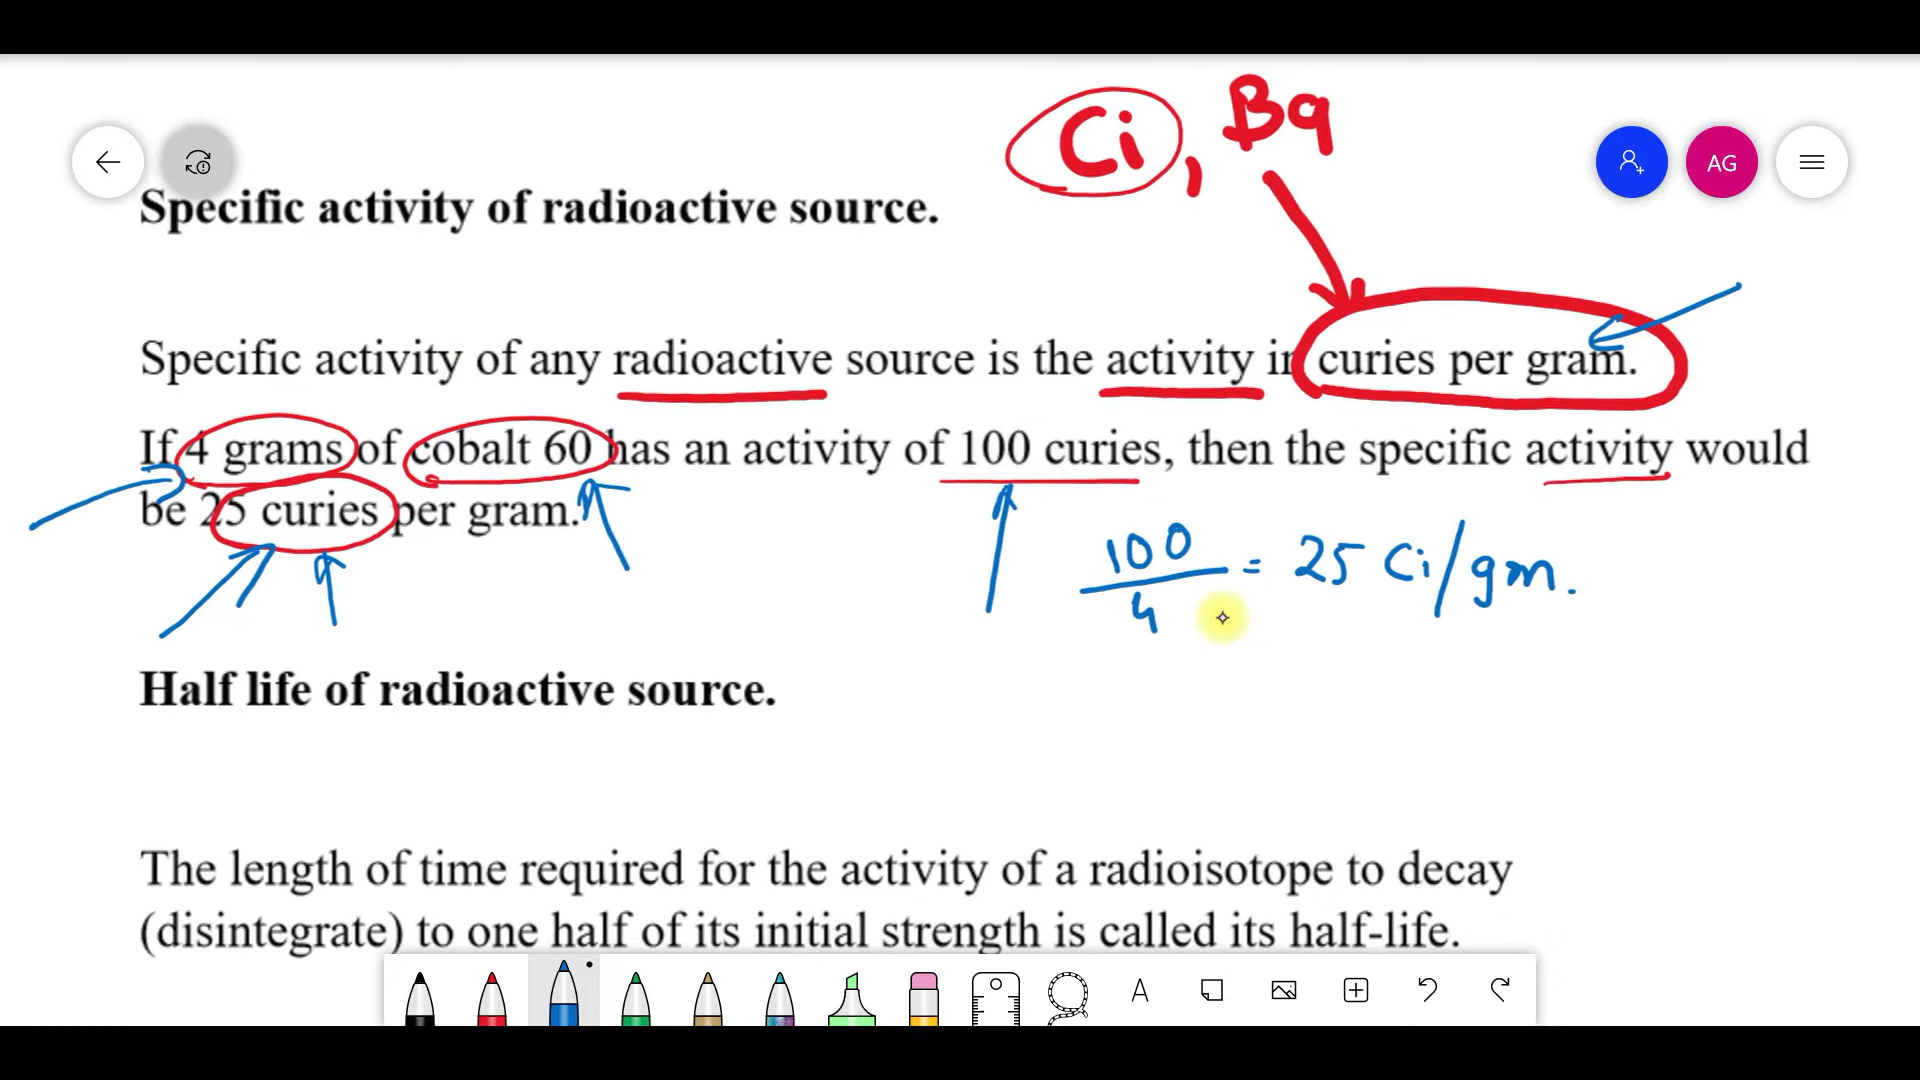 Ci, Bq
AG
Specific activity of radioactive source.
Specific activity of any radioactive source is the activity in curies per gram.
If 4 grams of cobalt 60 has an activity of 100 curies, then the specific activity would
be 25 curies per gram.
100/4 = 25 Ci/gm.
Half life of radioactive source.
The length of time required for the activity of a radioisotope to decay
(disintegrate) to one half of its initial strength is called its half-life.
A